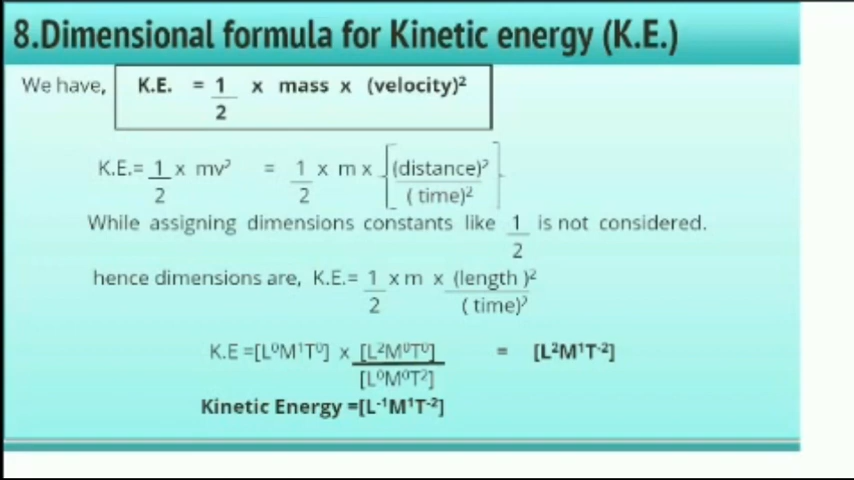 8.Dimensional formula for Kinetic energy (K.E.)
We have, K.E. = 1/2 x mass x (velocity)²
K.E.= 1/2 x mv² = 1/2 x m x [(distance)²/( time)²]
While assigning dimensions constants like 1/2 is not considered.
hence dimensions are, K.E.= 1/2 x m x (length )²/( time)²
K.E =[L⁰M¹T⁰] x [L²M⁰T⁰]/[L⁰M⁰T²] = [L²M¹T⁻²]
Kinetic Energy =[L⁻¹M¹T⁻²]